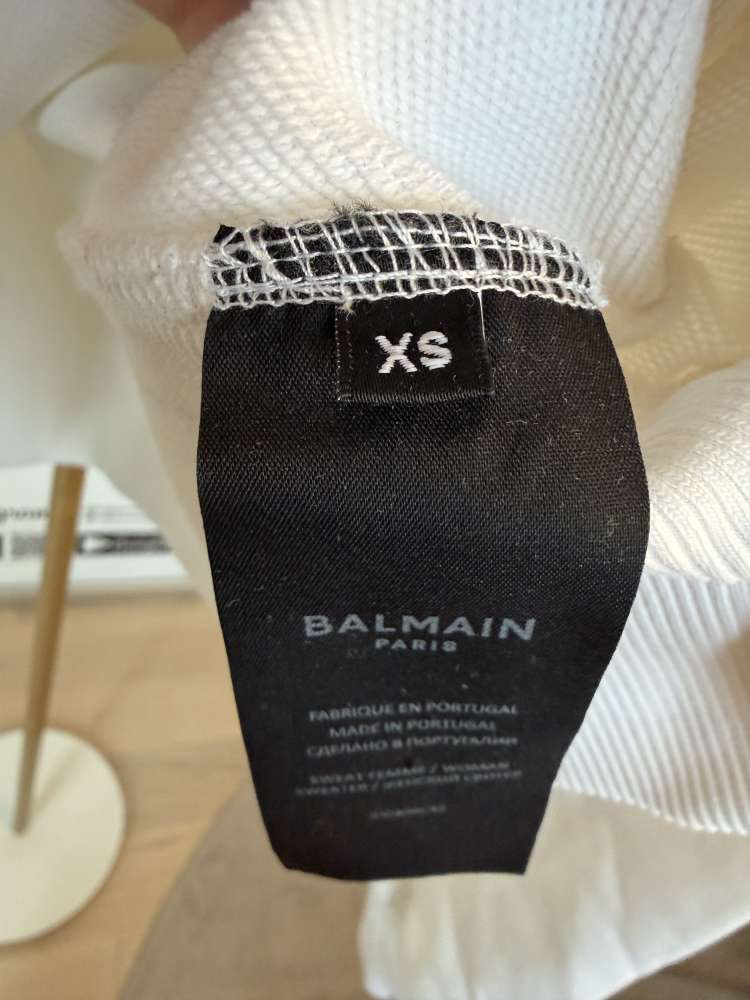 XS
BALMAIN
PARIS
FABRIQUE EN PORTUGAL
MADE IN PORTUGAL
СДЕЛАНО В ПОРТУГАЛИИ
SWEAT FEMME / WOMAN
SWEATER / ЖЕНСКИЙ СВИТЕР